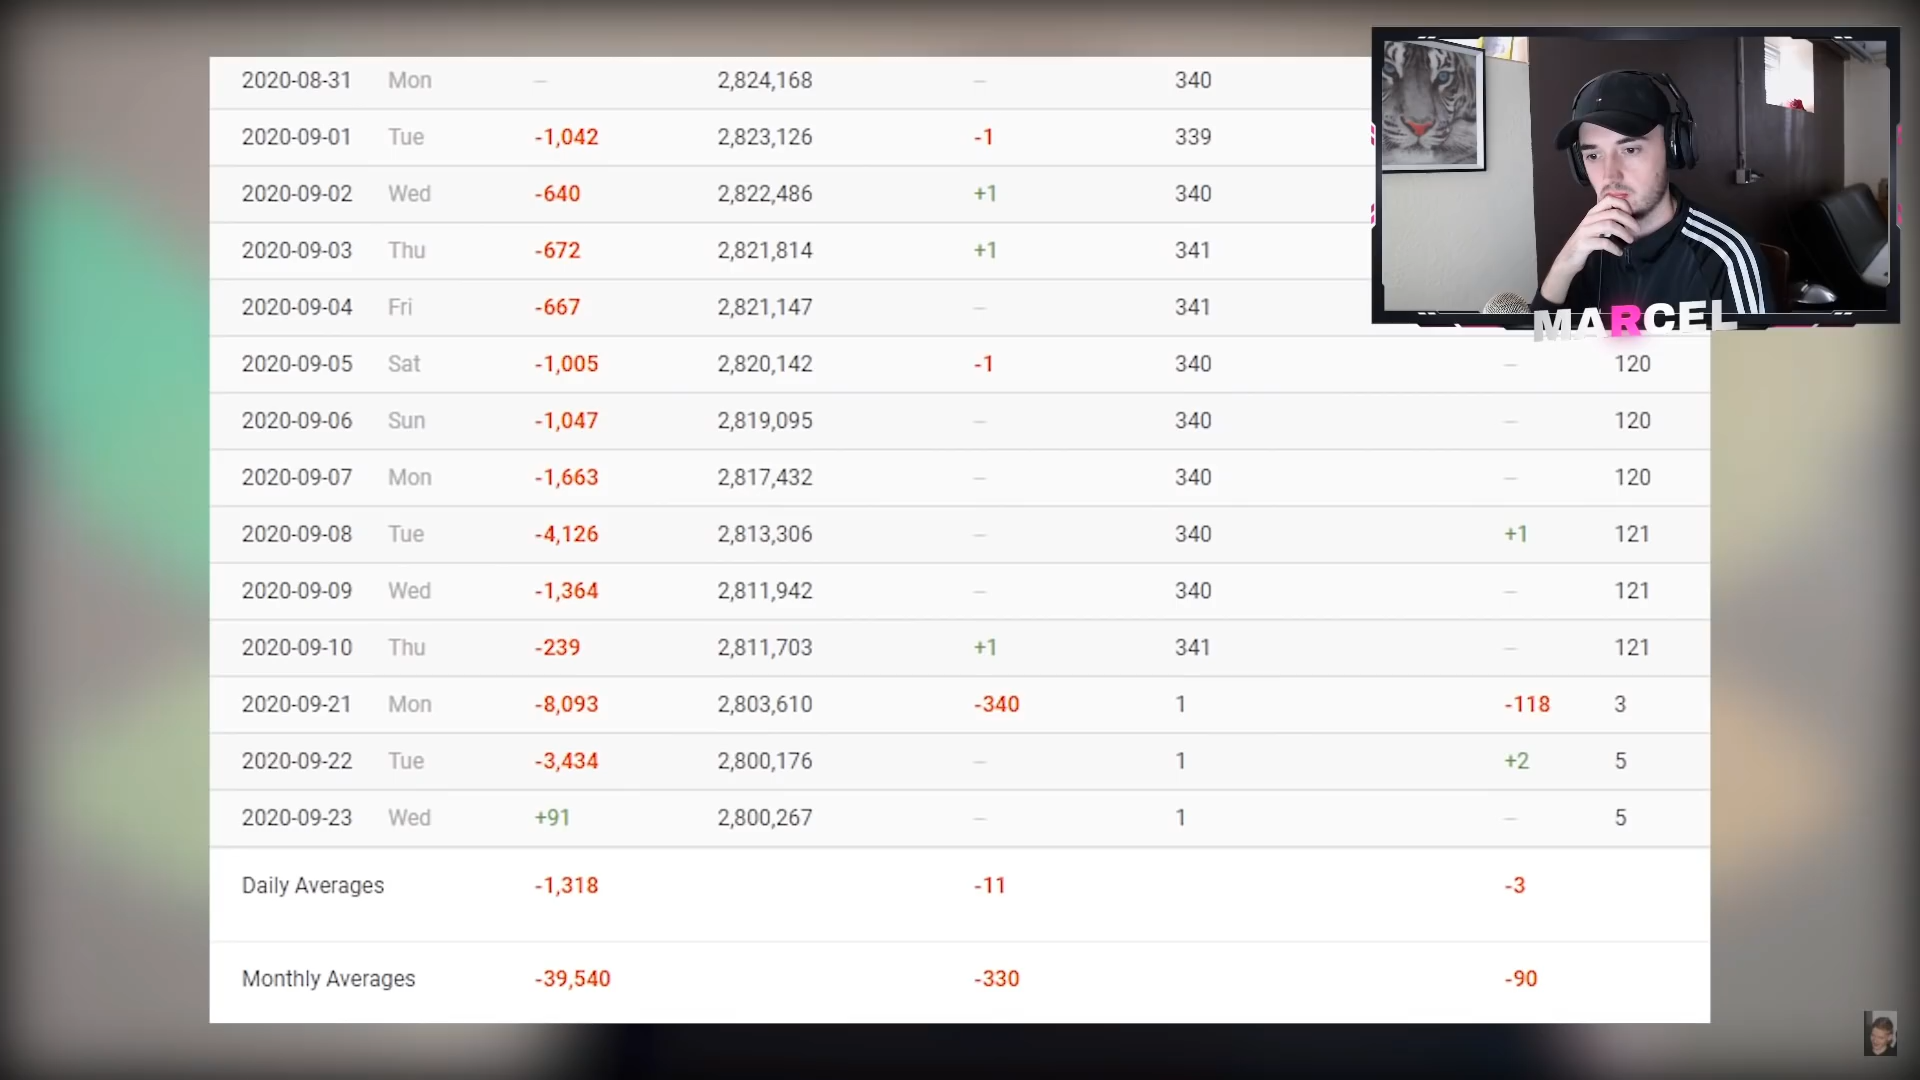 2020-08-31 Mon – 2,824,168 – 340
2020-09-01 Tue -1,042 2,823,126 -1 339
2020-09-02 Wed -640 2,822,486 +1 340
2020-09-03 Thu -672 2,821,814 +1 341
2020-09-04 Fri -667 2,821,147 – 341
MARCEL
2020-09-05 Sat -1,005 2,820,142 -1 340 – 120
2020-09-06 Sun -1,047 2,819,095 – 340 – 120
2020-09-07 Mon -1,663 2,817,432 – 340 – 120
2020-09-08 Tue -4,126 2,813,306 – 340 +1 121
2020-09-09 Wed -1,364 2,811,942 – 340 – 121
2020-09-10 Thu -239 2,811,703 +1 341 – 121
2020-09-21 Mon -8,093 2,803,610 -340 1 -118 3
2020-09-22 Tue -3,434 2,800,176 – 1 +2 5
2020-09-23 Wed +91 2,800,267 – 1 – 5
Daily Averages -1,318 -11 -3
Monthly Averages -39,540 -330 -90